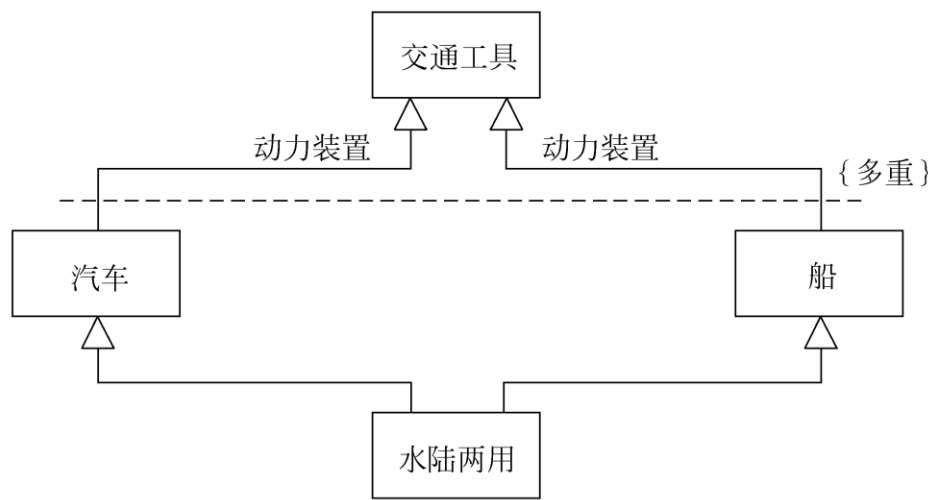 交通工具
动力装置
动力装置
{多重}
汽车
船
水陆两用